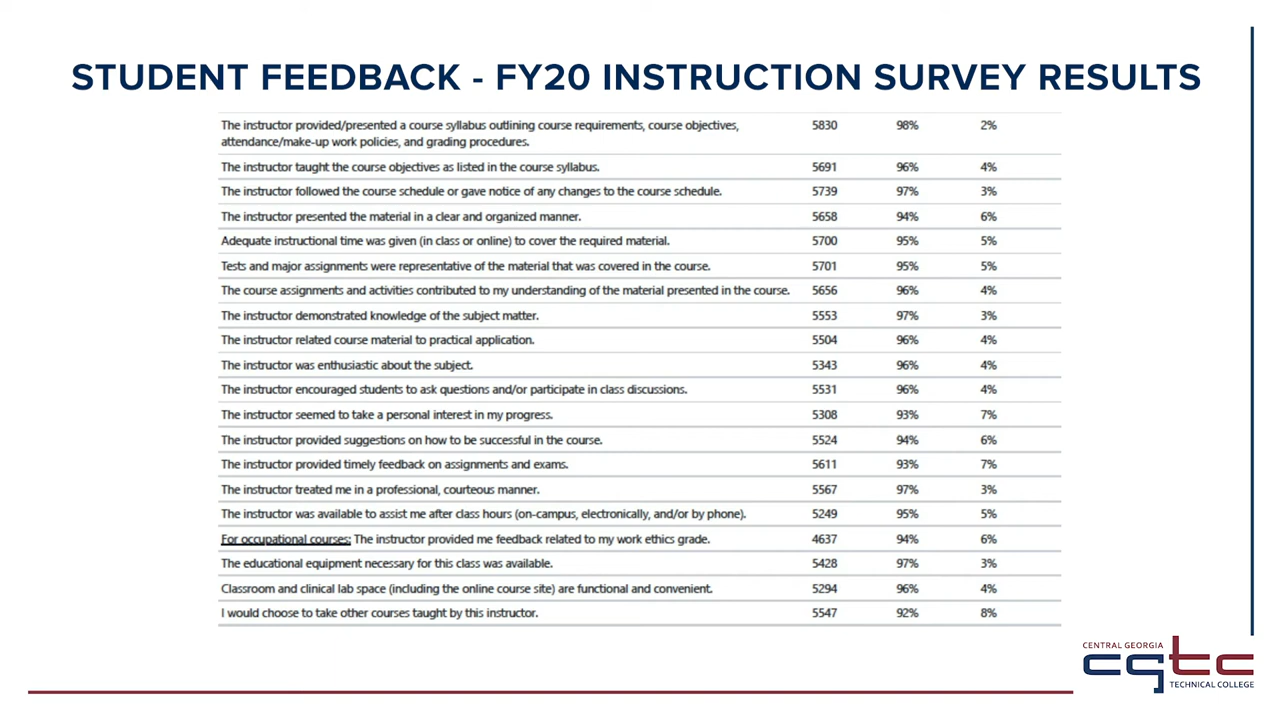 STUDENT FEEDBACK - FY20 INSTRUCTION SURVEY RESULTS
The instructor provided/presented a course syllabus outlining course requirements, course objectives, 5830 98% 2%
attendance/make-up work policies, and grading procedures.
The instructor taught the course objectives as listed in the course syllabus. 5691 96% 4%
The instructor followed the course schedule or gave notice of any changes to the course schedule. 5739 97% 3%
The instructor presented the material in a clear and organized manner. 5658 94% 6%
Adequate instructional time was given (in class or online) to cover the required material. 5700 95% 5%
Tests and major assignments were representative of the material that was covered in the course. 5701 95% 5%
The course assignments and activities contributed to my understanding of the material presented in the course. 5656 96% 4%
The instructor demonstrated knowledge of the subject matter. 5553 97% 3%
The instructor related course material to practical application. 5504 96% 4%
The instructor was enthusiastic about the subject. 5343 96% 4%
The instructor encouraged students to ask questions and/or participate in class discussions. 5531 96% 4%
The instructor seemed to take a personal interest in my progress. 5308 93% 7%
The instructor provided suggestions on how to be successful in the course. 5524 94% 6%
The instructor provided timely feedback on assignments and exams. 5611 93% 7%
The instructor treated me in a professional, courteous manner. 5567 97% 3%
The instructor was available to assist me after class hours (on-campus, electronically, and/or by phone). 5249 95% 5%
For occupational courses: The instructor provided me feedback related to my work ethics grade. 4637 94% 6%
The educational equipment necessary for this class was available. 5428 97% 3%
Classroom and clinical lab space (including the online course site) are functional and convenient. 5294 96% 4%
I would choose to take other courses taught by this instructor. 5547 92% 8%
CENTRAL GEORGIA
cgtc
TECHNICAL COLLEGE